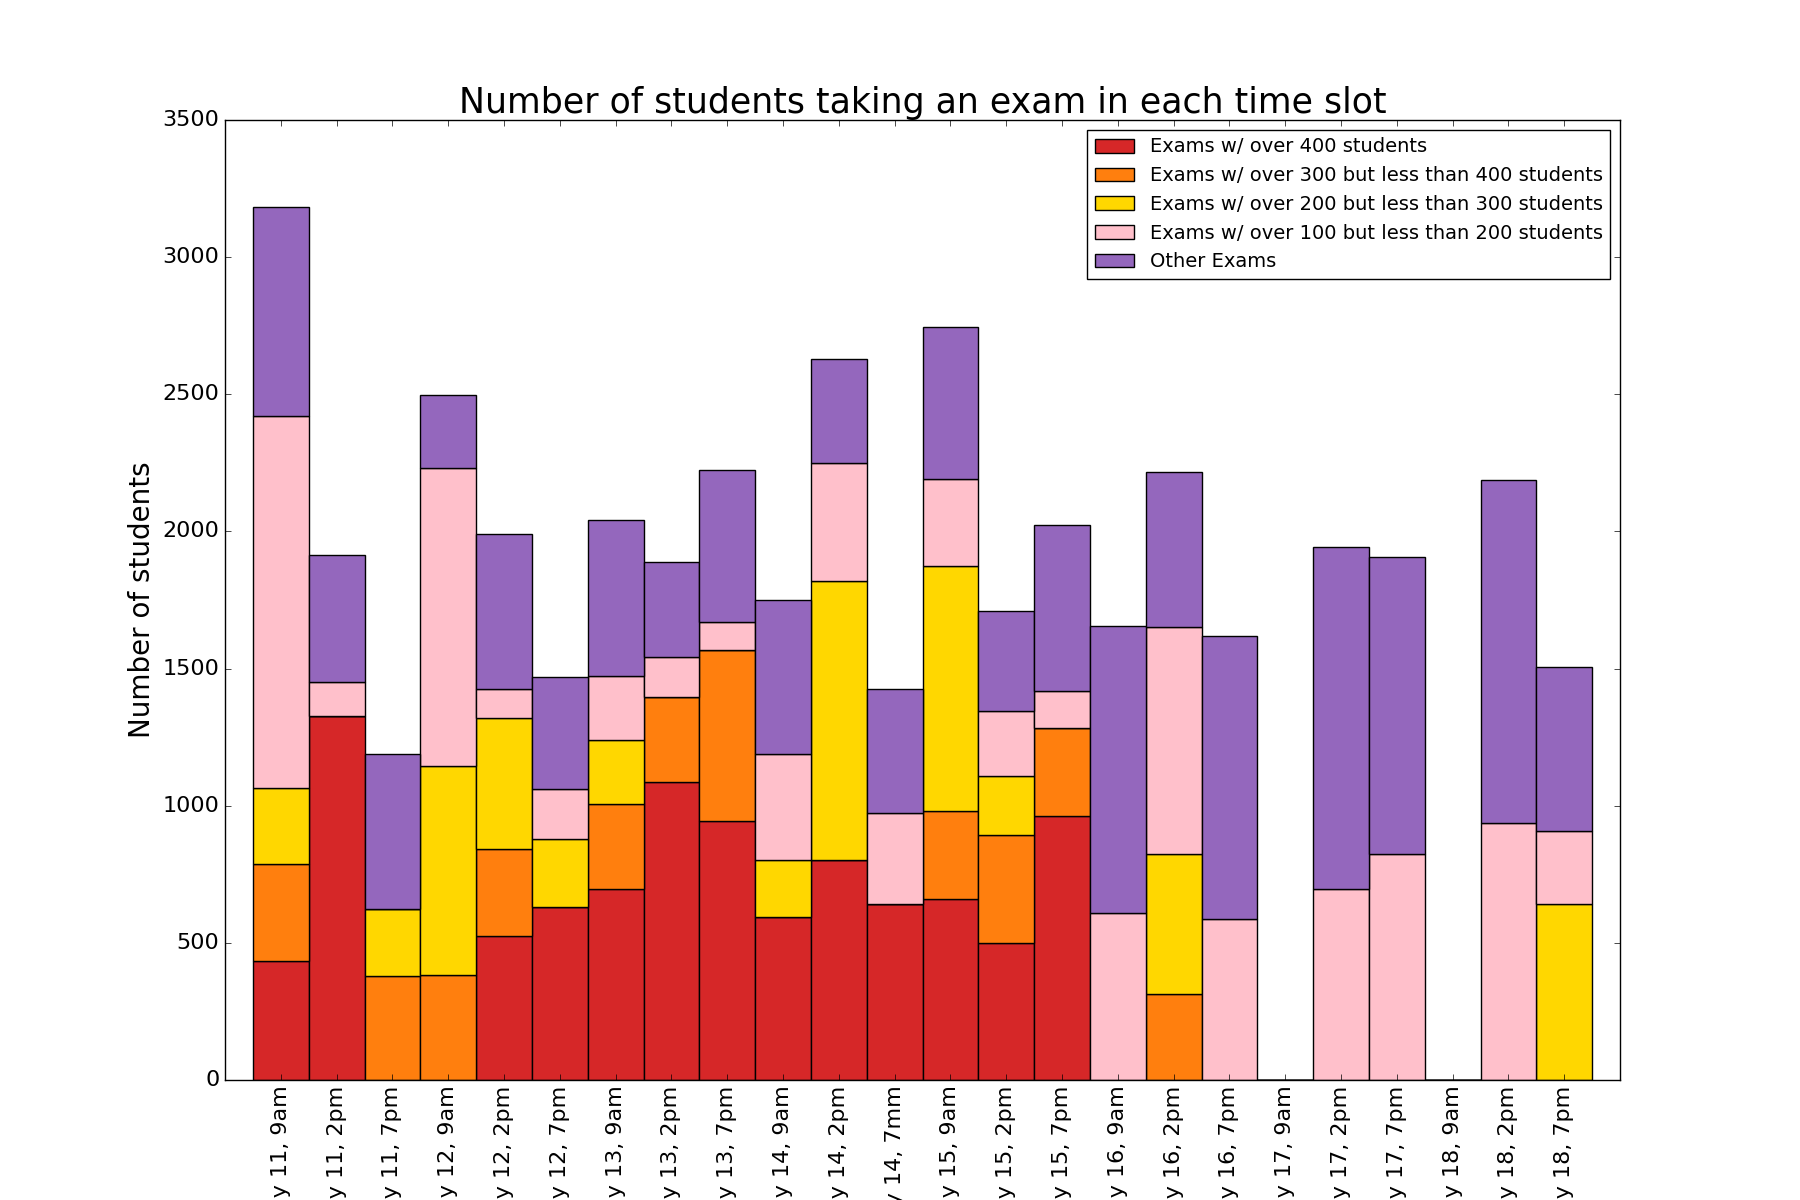 Number of students taking an exam in each time slot
Exams w/ over 400 students
Exams w/ over 300 but less than 400 students
Exams w/ over 200 but less than 300 students
Exams w/ over 100 but less than 200 students
Other Exams
Number of students
3500
3000
2500
2000
1500
1000
500
0
y 11, 9am
y 11, 2pm
y 11, 7pm
y 12, 9am
y 12, 2pm
y 12, 7pm
y 13, 9am
y 13, 2pm
y 13, 7pm
y 14, 9am
y 14, 2pm
y 14, 7mm
y 15, 9am
y 15, 2pm
y 15, 7pm
y 16, 9am
y 16, 2pm
y 16, 7pm
y 17, 9am
y 17, 2pm
y 17, 7pm
y 18, 9am
y 18, 2pm
y 18, 7pm